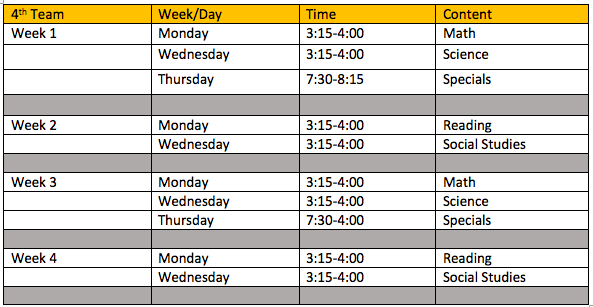 4th Team Week/Day Time Content
Week 1 Monday 3:15-4:00 Math
Wednesday 3:15-4:00 Science
Thursday 7:30-8:15 Specials
Week 2 Monday 3:15-4:00 Reading
Wednesday 3:15-4:00 Social Studies
Week 3 Monday 3:15-4:00 Math
Wednesday 3:15-4:00 Science
Thursday 7:30-4:00 Specials
Week 4 Monday 3:15-4:00 Reading
Wednesday 3:15-4:00 Social Studies